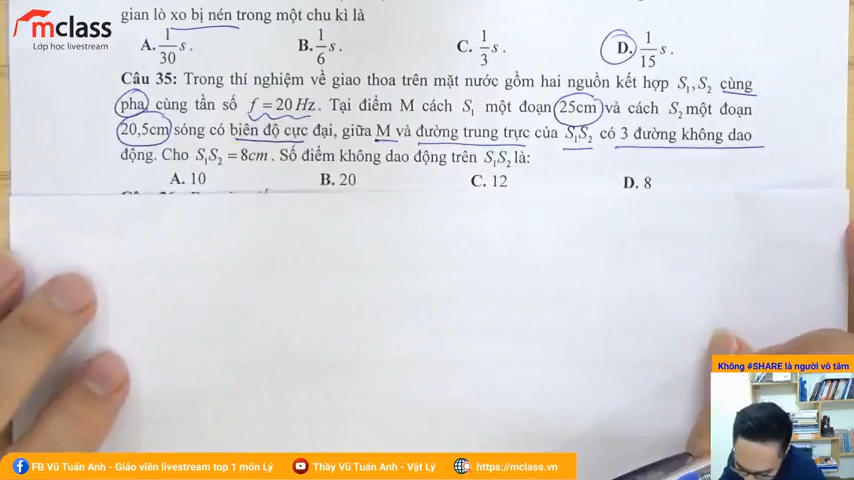 mclass
Lớp học livestream
gian lò xo bị nén trong một chu kì là
A. 1/30 s. B. 1/6 s. C. 1/3 s. D. 1/15 s.
Câu 35: Trong thí nghiệm về giao thoa trên mặt nước gồm hai nguồn kết hợp S₁,S₂ cùng
pha, cùng tần số f = 20Hz. Tại điểm M cách S₁ một đoạn 25cm và cách S₂ một đoạn
20,5cm sóng có biên độ cực đại, giữa M và đường trung trực của S₁S₂ có 3 đường không dao
động. Cho S₁S₂ = 8cm. Số điểm không dao động trên S₁S₂ là:
A. 10 B. 20 C. 12 D. 8
Không #SHARE là người vô tâm
FB Vũ Tuấn Anh - Giáo viên livestream top 1 môn Lý Thầy Vũ Tuấn Anh - Vật Lý https://mclass.vn